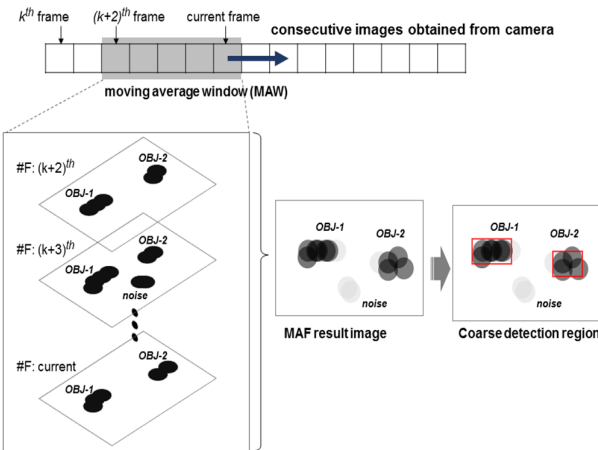 kth frame
(k+2)th frame
current frame
consecutive images obtained from camera
moving average window (MAW)
#F: (k+2)th
OBJ-2
OBJ-1
#F: (k+3)th
OBJ-2
OBJ-1
noise
#F: current
OBJ-2
OBJ-1
OBJ-1
OBJ-2
noise
MAF result image
OBJ-1
OBJ-2
noise
Coarse detection region